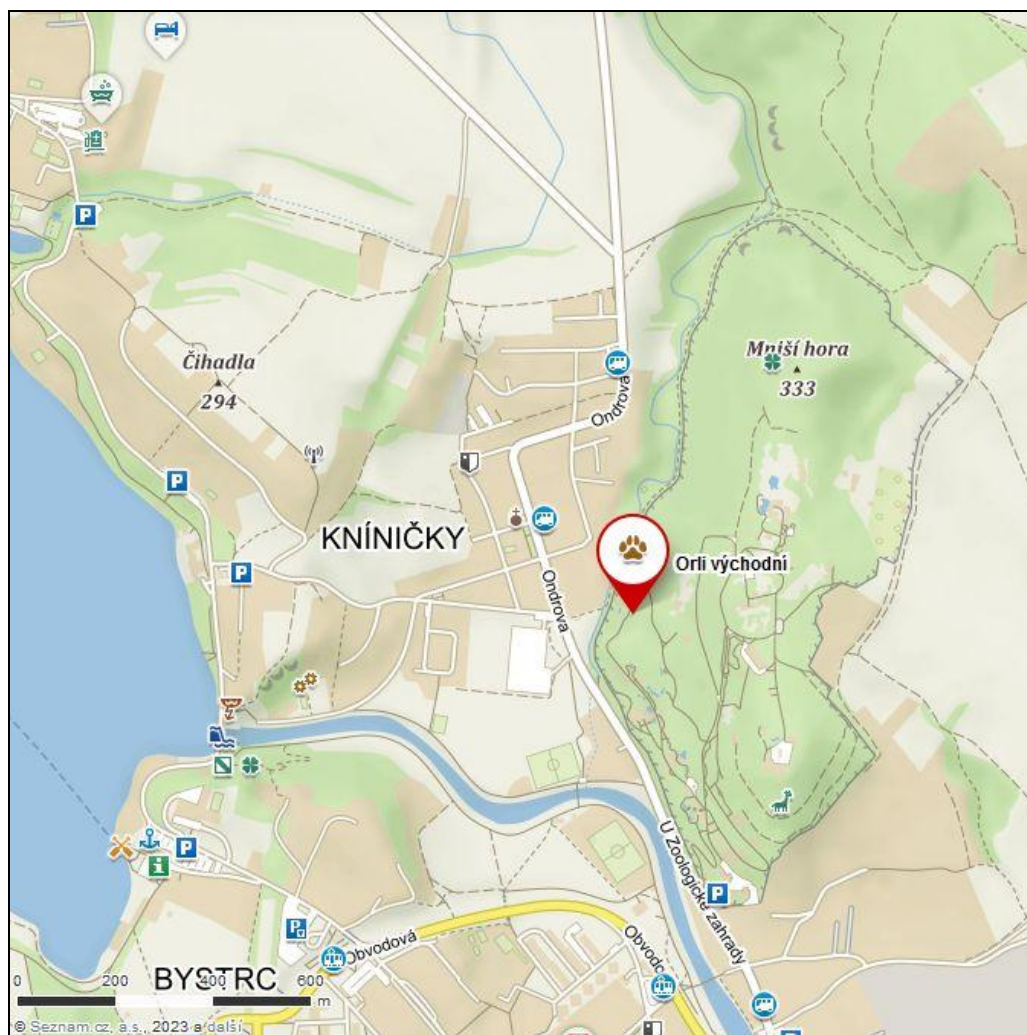 P
Čihadla
294
Mniší hora
333
Ondrova
P
KNÍNIČKY
Orli východní
P
Ondrova
P
i
P
P
U Zoologické zahrady
Obvodová
Obvodo
BYSTRC
0 200 400 600
m
© Seznam.cz, a.s., 2023 a další